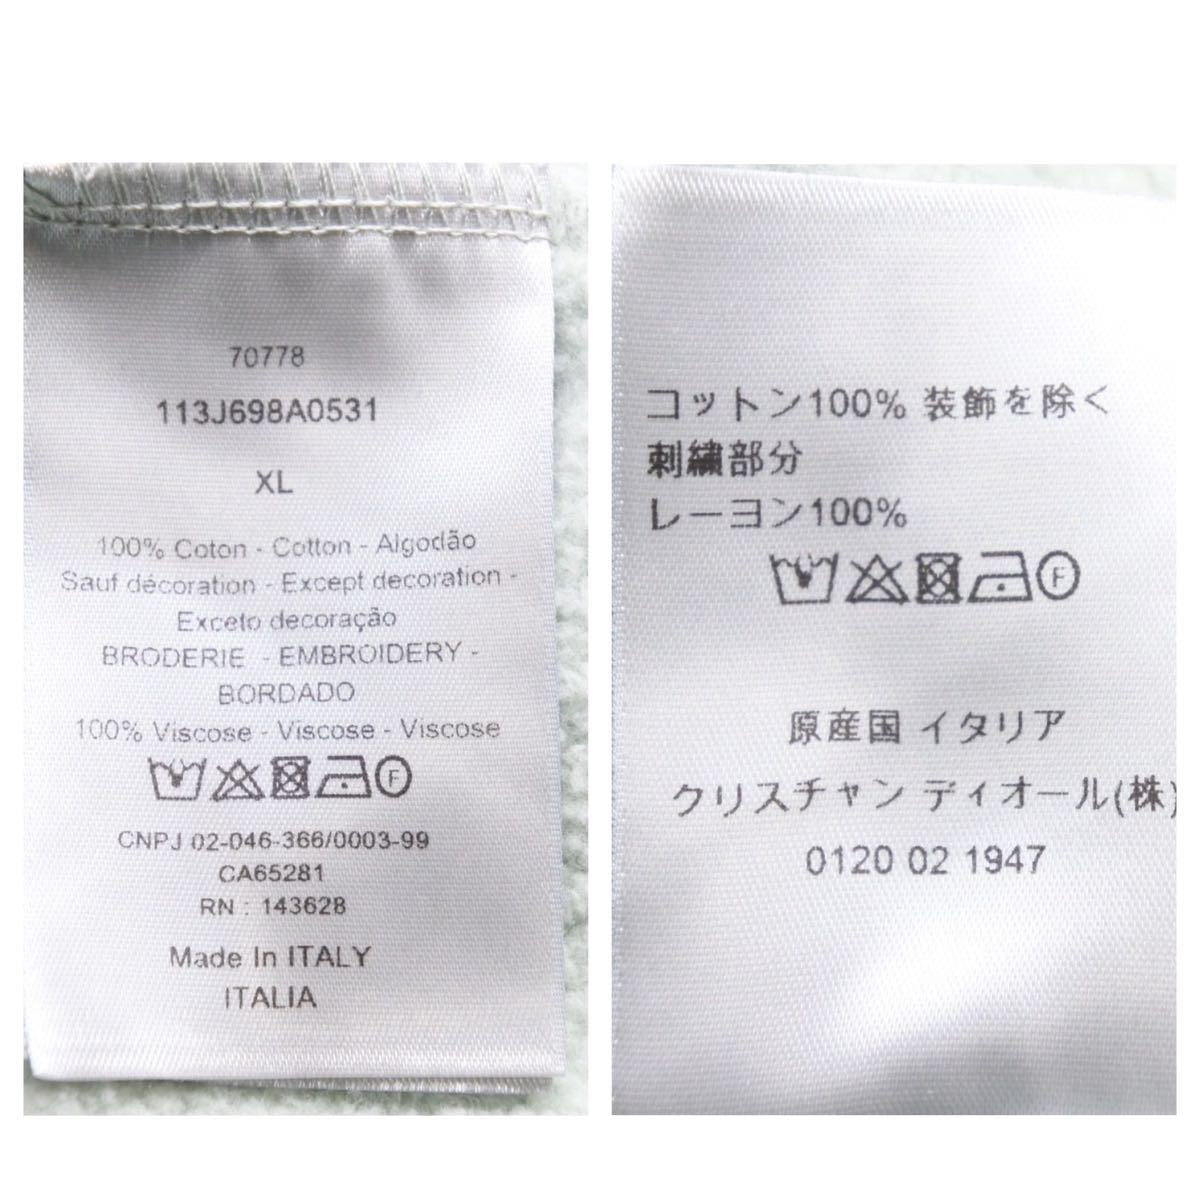 70778
113J698A0531
XL
100% Coton - Cotton - Algodão
Sauf décoration - Except decoration -
Exceto decoração
BRODERIE - EMBROIDERY -
BORDADO
100% Viscose - Viscose - Viscose
F
CNPJ 02-046-366/0003-99
CA65281
RN : 143628
Made In ITALY
ITALIA
コットン100% 装飾を除く
刺繍部分
レーヨン100%
F
原産国 イタリア
クリスチャン ディオール(株)
0120 02 1947